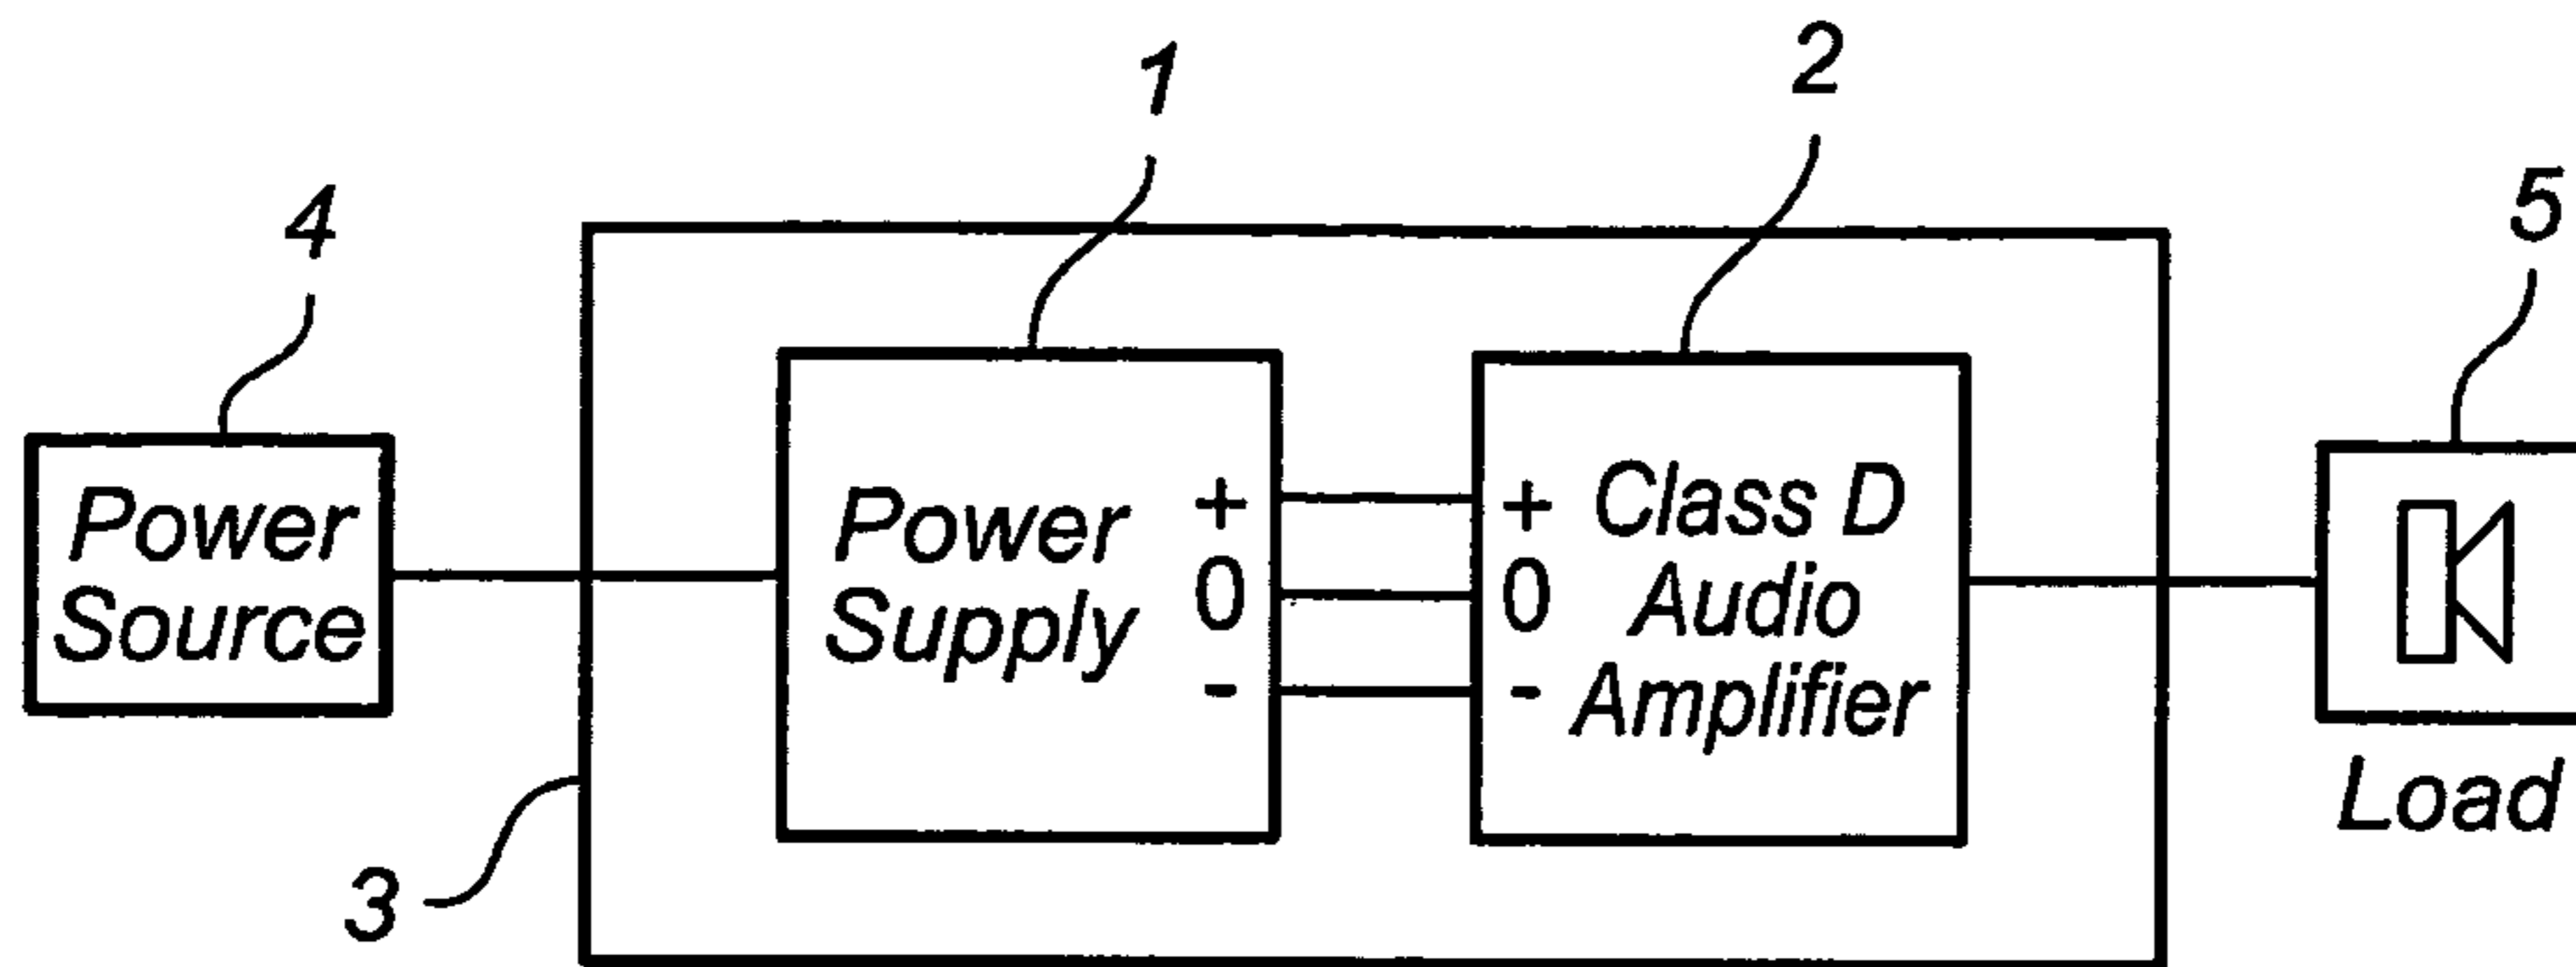 1
2
4
5
Power
Source
Power
Supply
+
0
-
+
0
-
Class D
Audio
Amplifier
Load
3